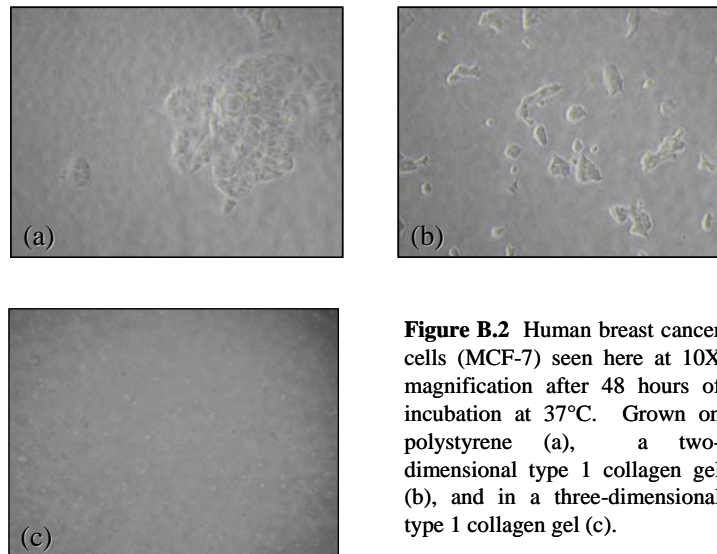 (a)
(b)
(c)
Figure B.2 Human breast cancer
cells (MCF-7) seen here at 10X
magnification after 48 hours of
incubation at 37°C. Grown on
polystyrene (a), a two-
dimensional type 1 collagen gel
(b), and in a three-dimensional
type 1 collagen gel (c).